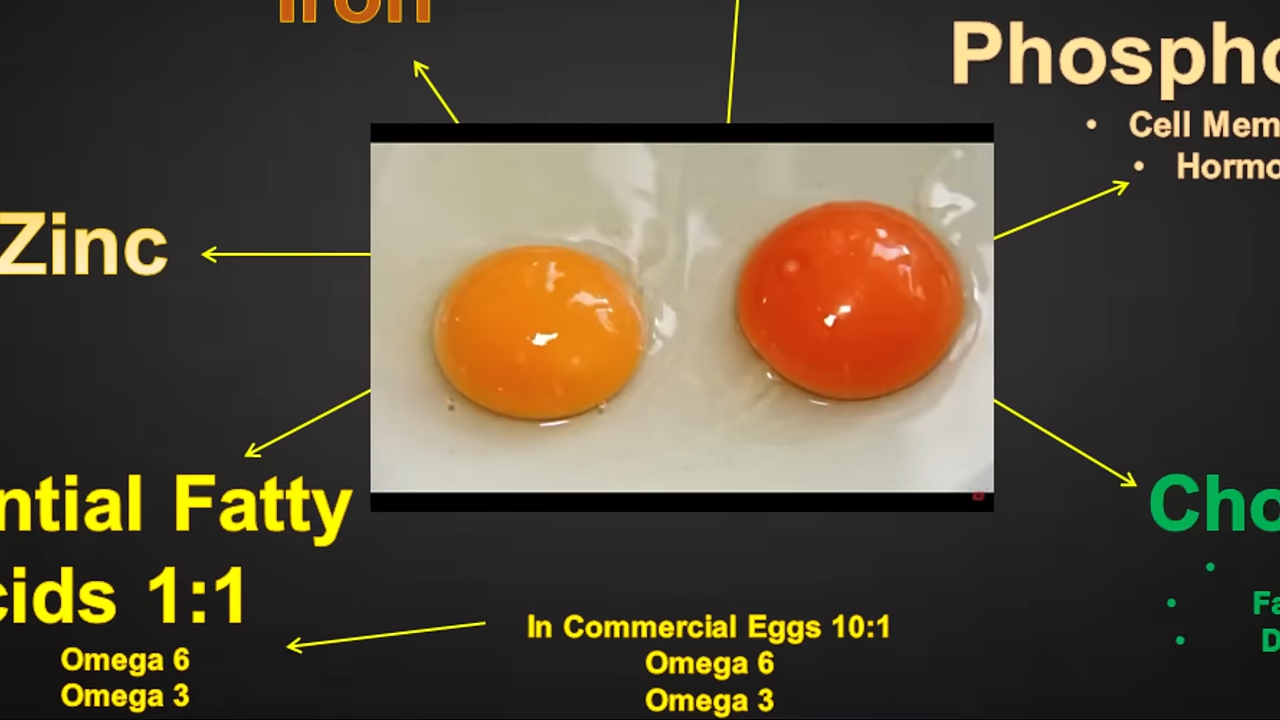 Iron
Phospho
• Cell Mem
• Hormo
Zinc
ntial Fatty
cids 1:1
Omega 6
Omega 3
In Commercial Eggs 10:1
Omega 6
Omega 3
Cho
•
• Fa
• D